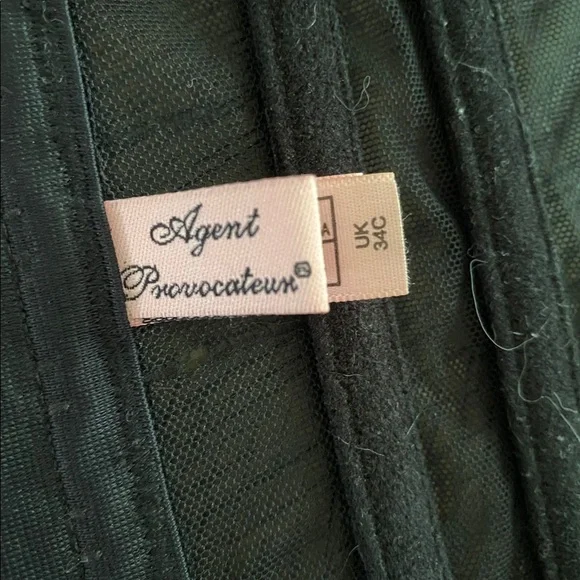 Agent
Provocateur®
A
UK
34C